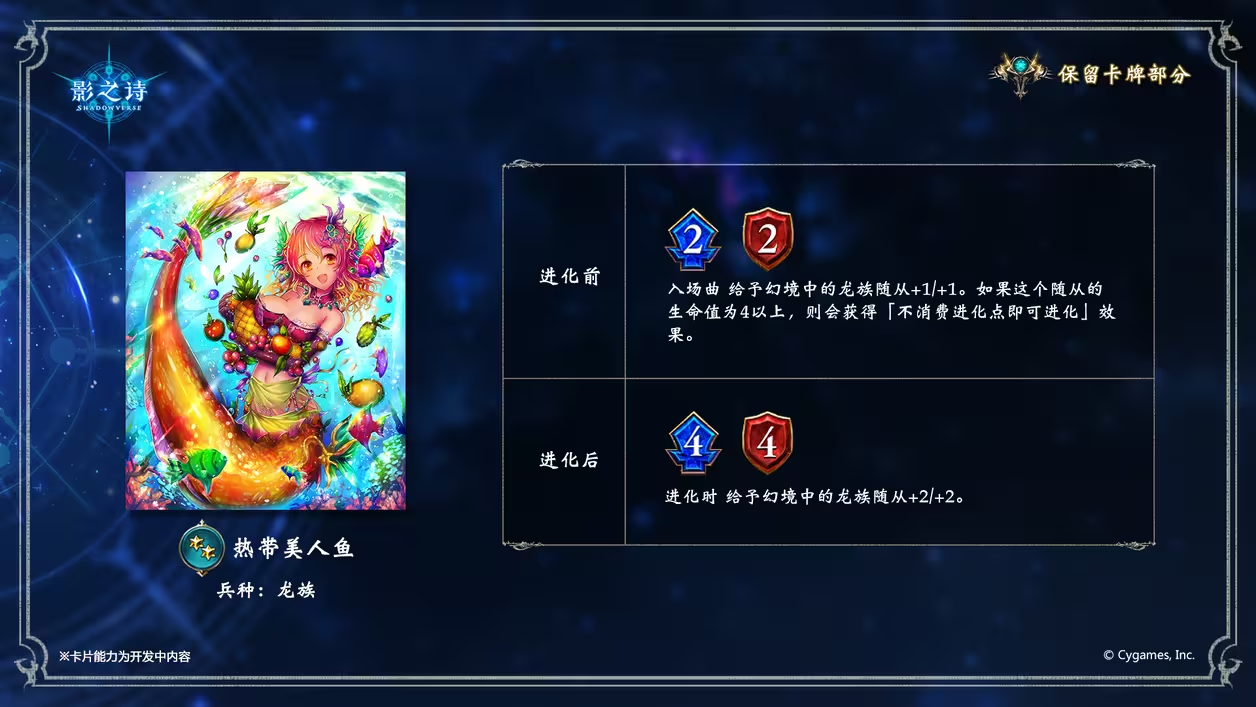 影之诗
SHADOWVERSE
保留卡牌部分
进化前
2 2
入场曲 给予幻境中的龙族随从+1/+1。如果这个随从的
生命值为4以上，则会获得「不消费进化点即可进化」效
果。
进化后
4 4
进化时 给予幻境中的龙族随从+2/+2。
热带美人鱼
兵种：龙族
※卡片能力为开发中内容
© Cygames, Inc.